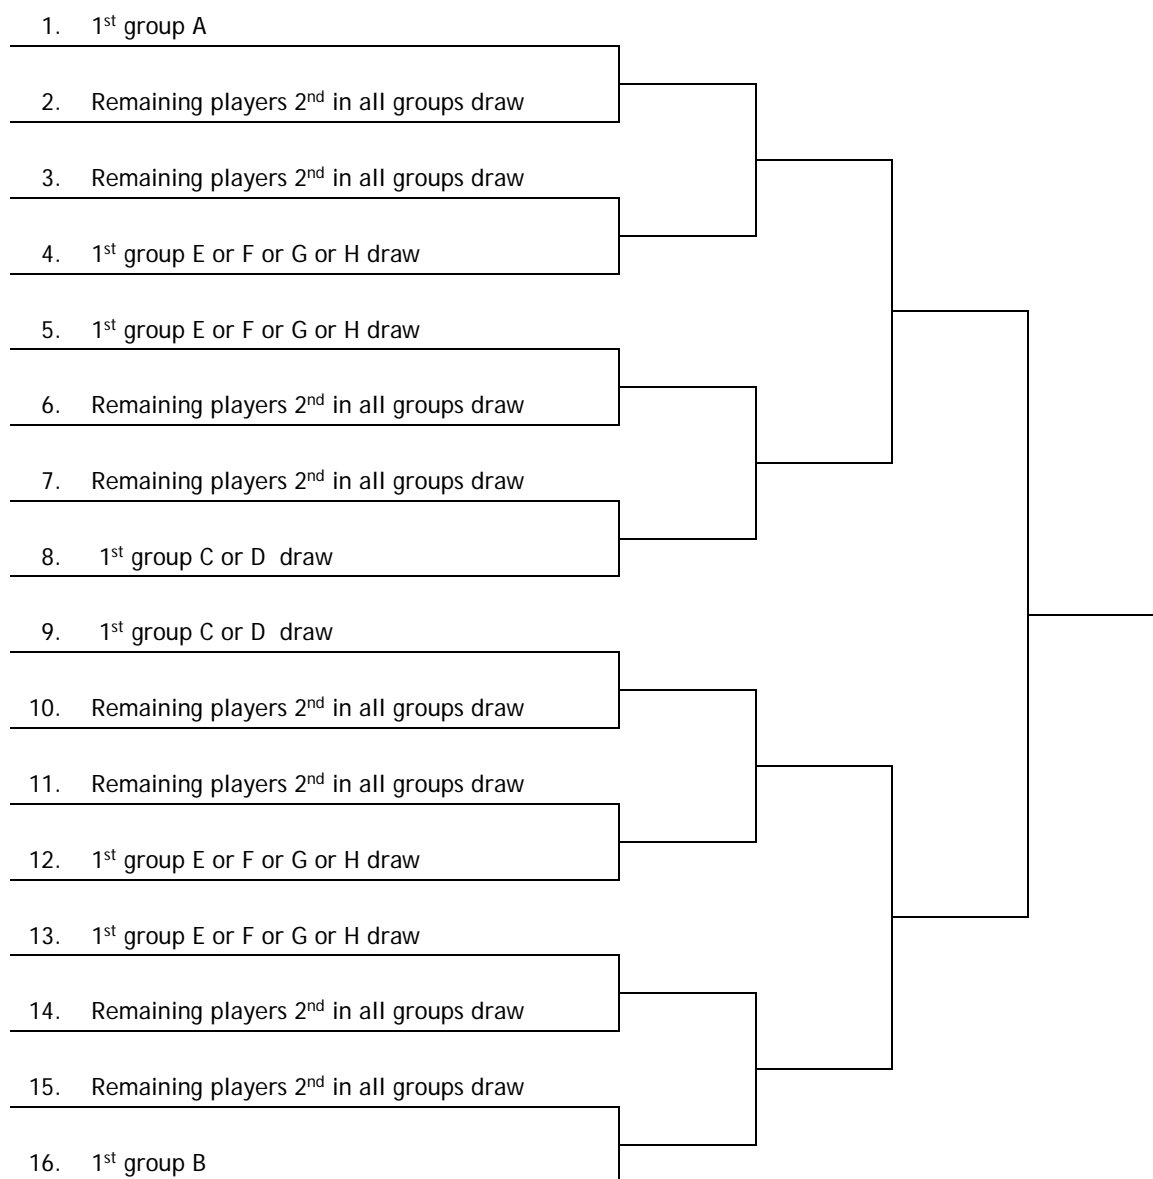 1. 1st group A
2. Remaining players 2nd in all groups draw
3. Remaining players 2nd in all groups draw
4. 1st group E or F or G or H draw
5. 1st group E or F or G or H draw
6. Remaining players 2nd in all groups draw
7. Remaining players 2nd in all groups draw
8. 1st group C or D draw
9. 1st group C or D draw
10. Remaining players 2nd in all groups draw
11. Remaining players 2nd in all groups draw
12. 1st group E or F or G or H draw
13. 1st group E or F or G or H draw
14. Remaining players 2nd in all groups draw
15. Remaining players 2nd in all groups draw
16. 1st group B